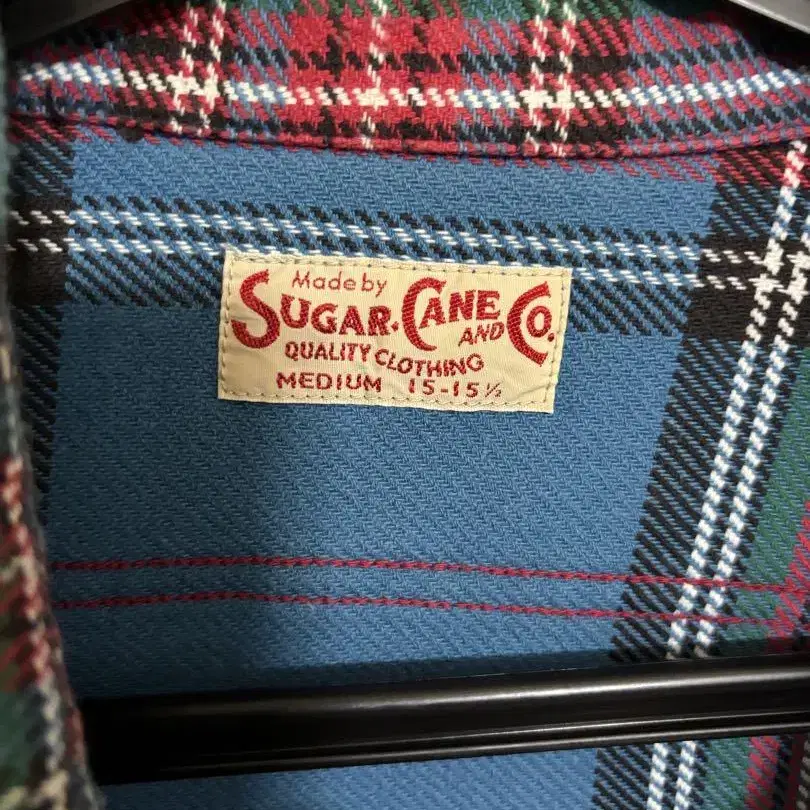 Made by
SUGAR. CANE AND CO.
QUALITY CLOTHING
MEDIUM 15-15½